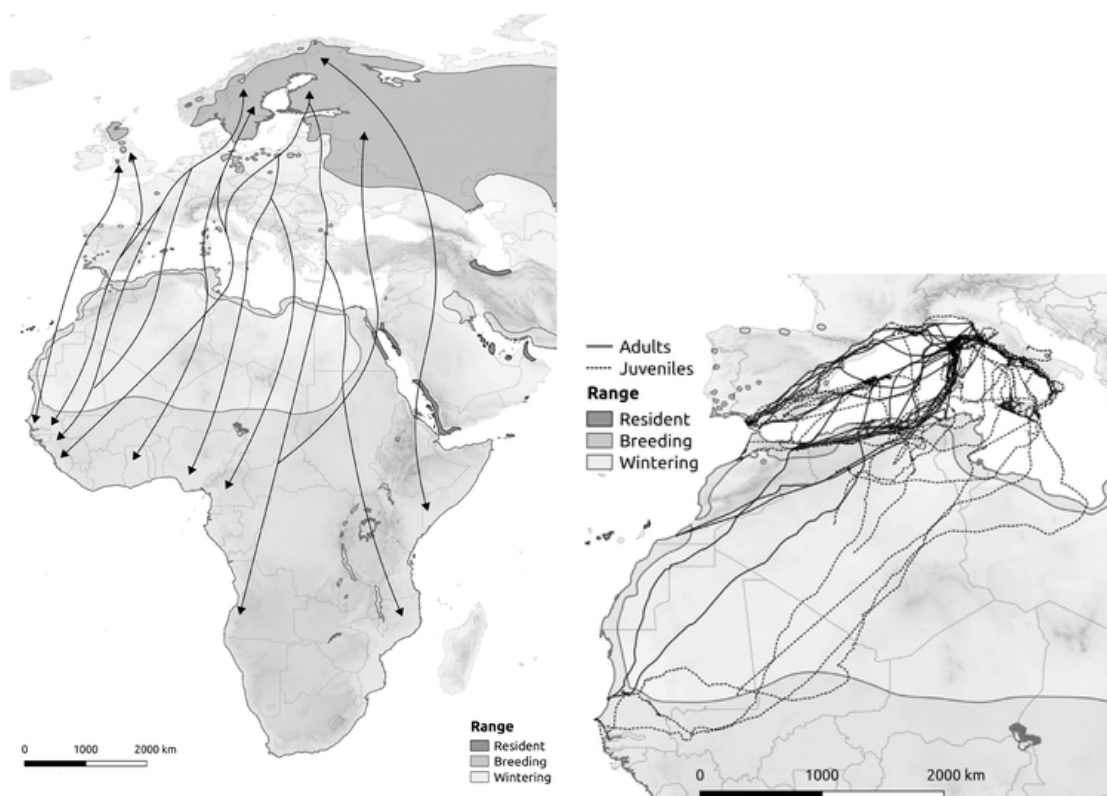 Range
Resident
Breeding
Wintering
0 1000 2000 km
Adults
Juveniles
Range
Resident
Breeding
Wintering
0 1000 2000 km